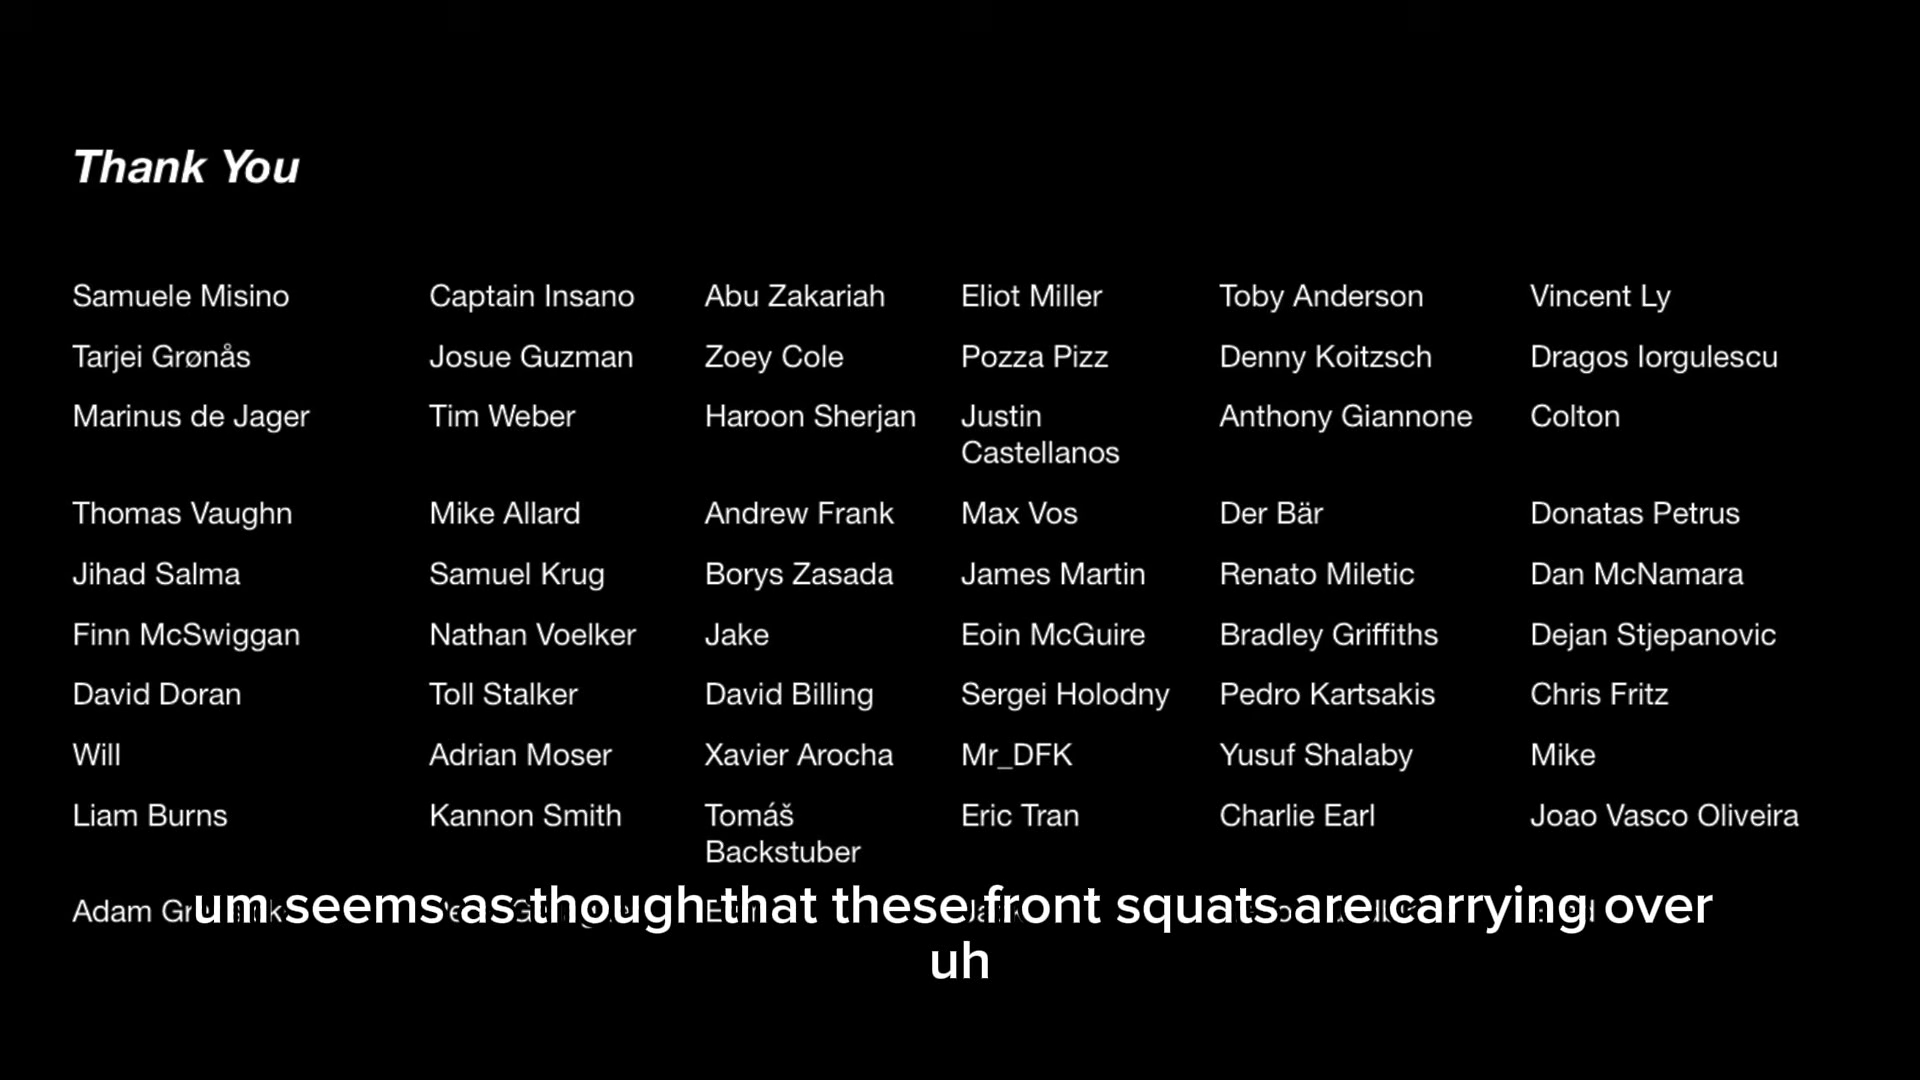 Thank You
Samuele Misino Captain Insano Abu Zakariah Eliot Miller Toby Anderson Vincent Ly
Tarjei Grønås Josue Guzman Zoey Cole Pozza Pizz Denny Koitzsch Dragos Iorgulescu
Marinus de Jager Tim Weber Haroon Sherjan Justin Anthony Giannone Colton
Castellanos
Thomas Vaughn Mike Allard Andrew Frank Max Vos Der Bär Donatas Petrus
Jihad Salma Samuel Krug Borys Zasada James Martin Renato Miletic Dan McNamara
Finn McSwiggan Nathan Voelker Jake Eoin McGuire Bradley Griffiths Dejan Stjepanovic
David Doran Toll Stalker David Billing Sergei Holodny Pedro Kartsakis Chris Fritz
Will Adrian Moser Xavier Arocha Mr_DFK Yusuf Shalaby Mike
Liam Burns Kannon Smith Tomáš Eric Tran Charlie Earl Joao Vasco Oliveira
Backstuber
Adam
um seems as though that these front squats are carrying over
uh